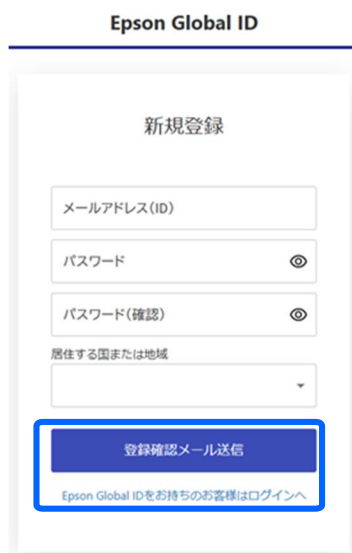 Epson Global ID
新規登録
メールアドレス(ID)
パスワード
パスワード(確認)
居住する国または地域
登録確認メール送信
Epson Global IDをお持ちのお客様はログインへ